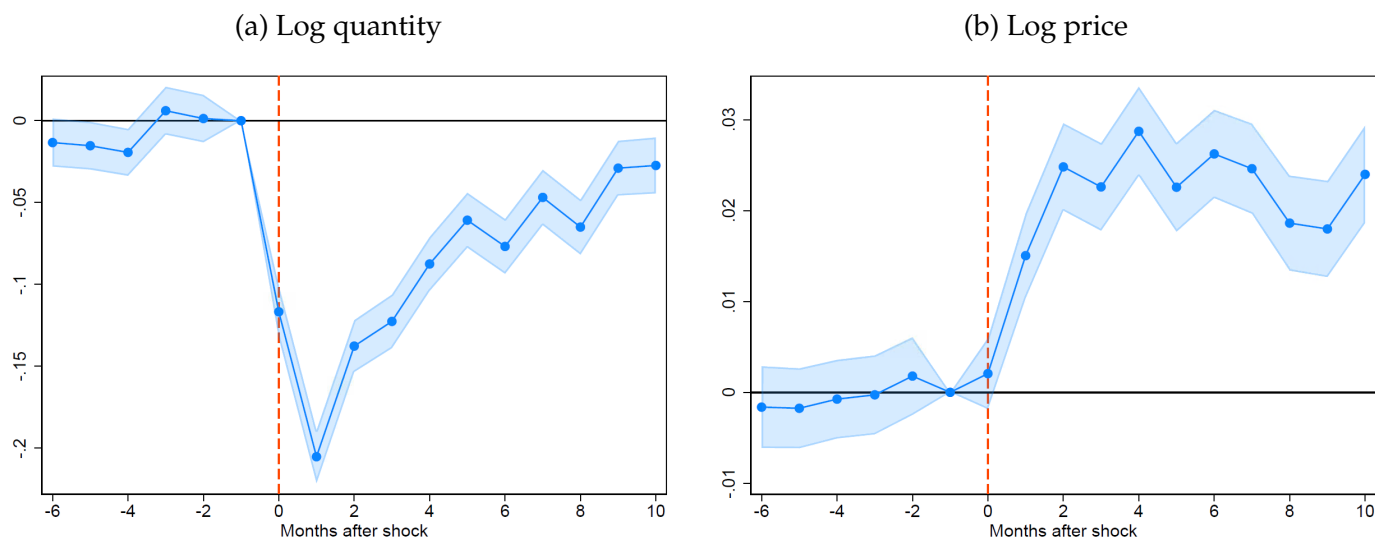 (a) Log quantity
0
-.05
-.1
-.15
-.2
-6 -4 -2 0 2 4 6 8 10
Months after shock
(b) Log price
.03
.02
.01
0
-.01
-6 -4 -2 0 2 4 6 8 10
Months after shock